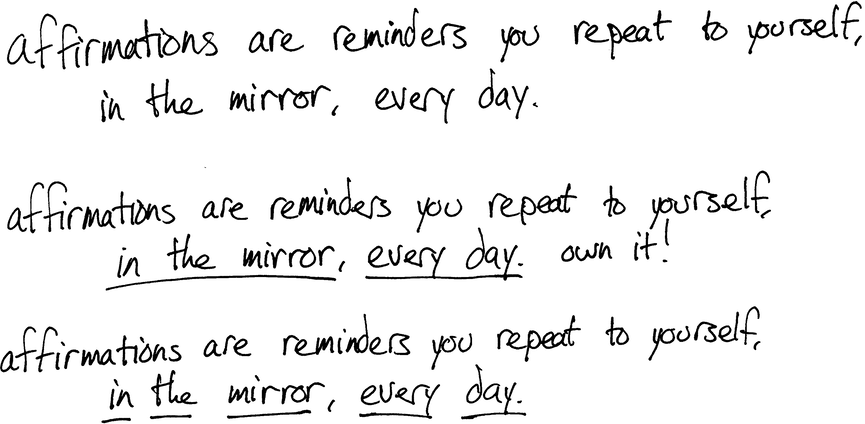 affirmations are reminders you repeat to yourself,
in the mirror, every day.
affirmations are reminders you repeat to yourself,
in the mirror, every day. own it!
affirmations are reminders you repeat to yourself,
in the mirror, every day.